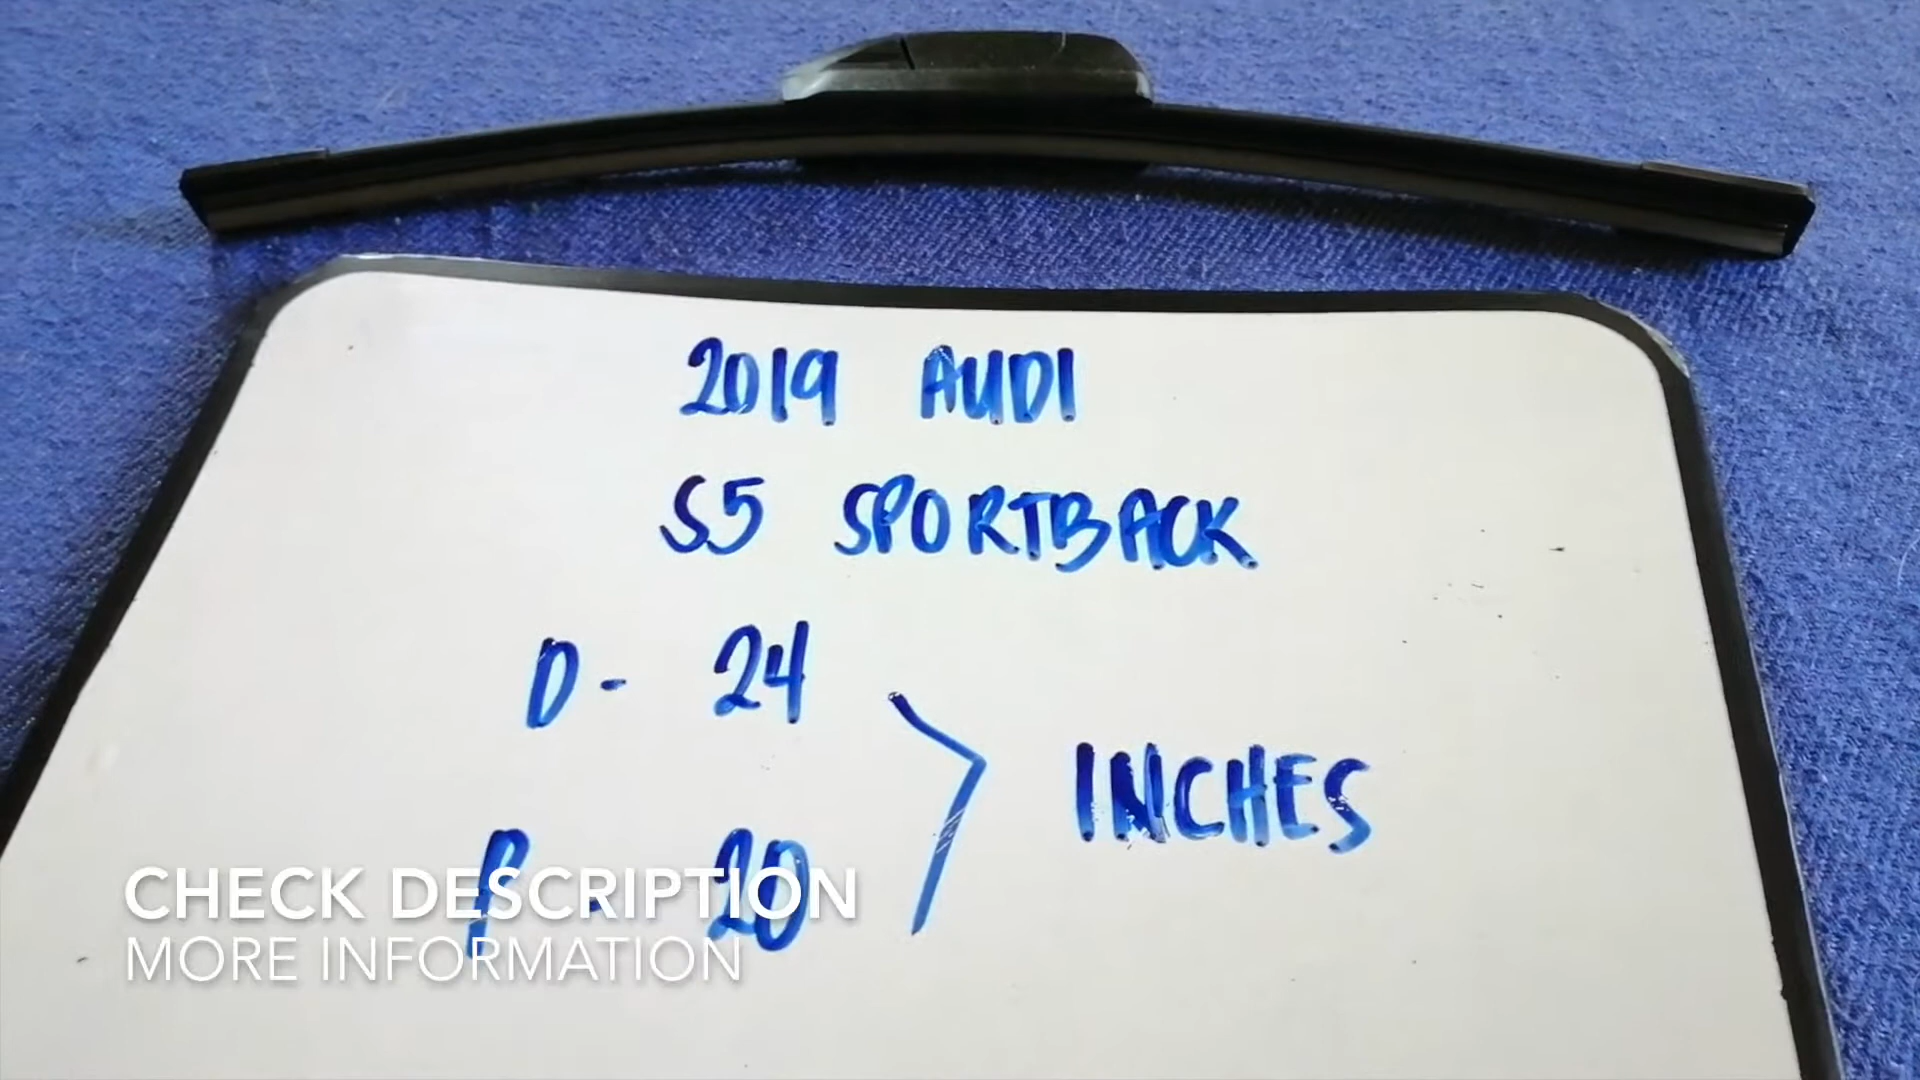 2019 AUDI
S5 SPORTBACK
D- 24
INCHES
P - 20
CHECK DESCRIPTION
MORE INFORMATION